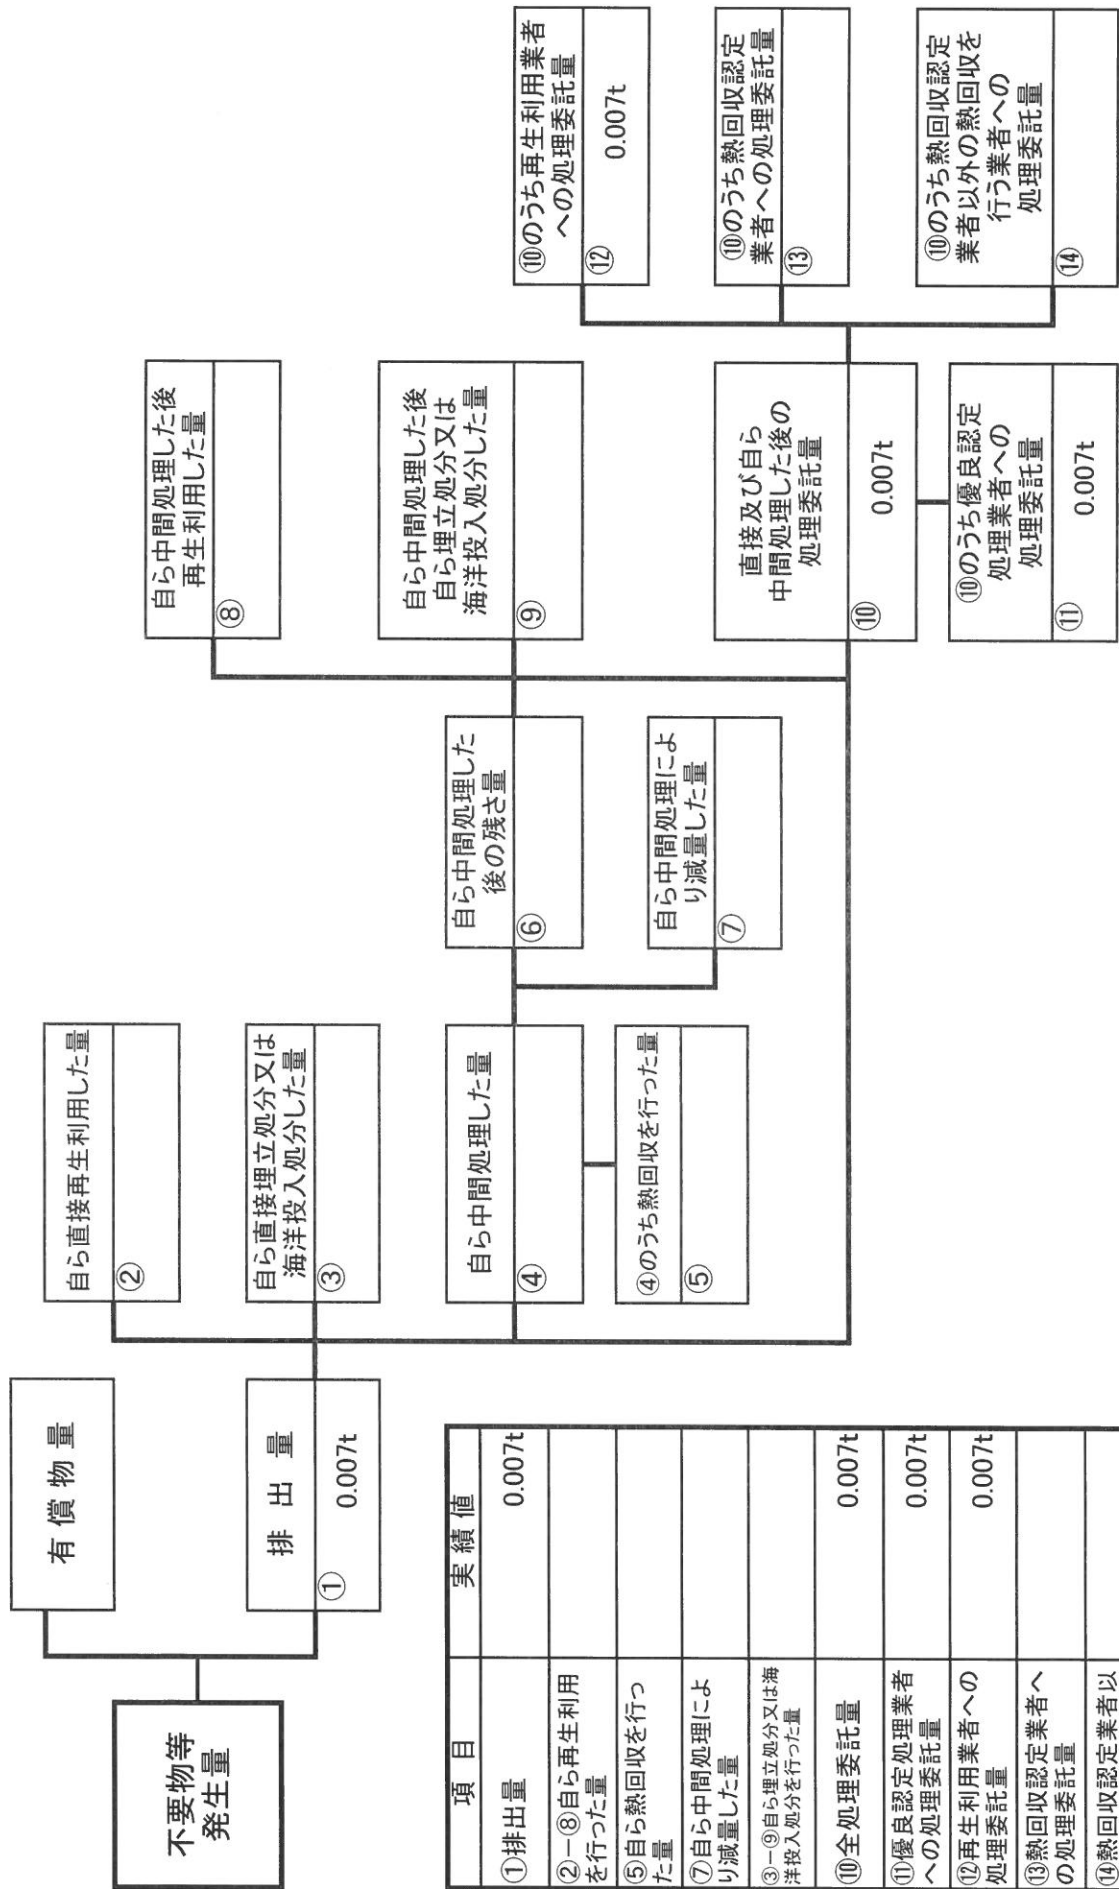 不要物等
発生量
有償物量
排出量
①
0.007t
自ら直接再生利用した量
②
自ら直接埋立処分又は
海洋投入処分した量
③
自ら中間処理した量
④
④のうち熱回収を行った量
⑤
自ら中間処理した
後の残さ量
⑥
自ら中間処理によ
り減量した量
⑦
自ら中間処理した後
再生利用した量
⑧
自ら中間処理した後
自ら埋立処分又は
海洋投入処分した量
⑨
直接及び自ら
中間処理した後の
処理委託量
⑩
0.007t
⑩のうち優良認定
処理業者への
処理委託量
⑪
0.007t
⑩のうち再生利用業者
への処理委託量
⑫
0.007t
⑩のうち熱回収認定
業者への処理委託量
⑬
⑩のうち熱回収認定
業者以外の熱回収を
行う業者への
処理委託量
⑭
項目 実績値
①排出量 0.007t
②−⑧自ら再生利用
を行った量
⑤自ら熱回収を行っ
た量
⑦自ら中間処理によ
り減量した量
③−⑨自ら埋立処分又は海
洋投入処分を行った量
⑩全処理委託量 0.007t
⑪優良認定処理業者
への処理委託量 0.007t
⑫再生利用業者への
処理委託量 0.007t
⑬熱回収認定業者へ
の処理委託量
⑭熱回収認定業者以